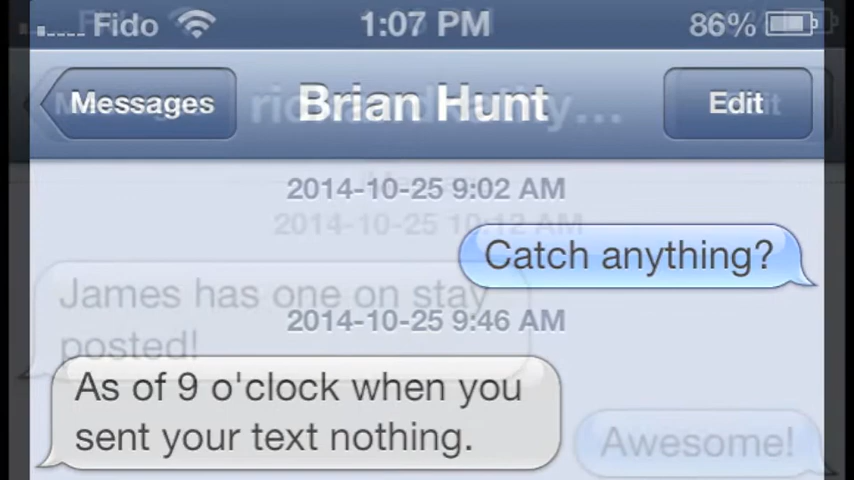 Fido 1:07 PM 86%
Messages Brian Hunt Edit
2014-10-25 9:02 AM
2014-10-25 10:12 AM
Catch anything?
James has one on stay
posted!
2014-10-25 9:46 AM
As of 9 o'clock when you
sent your text nothing.
Awesome!